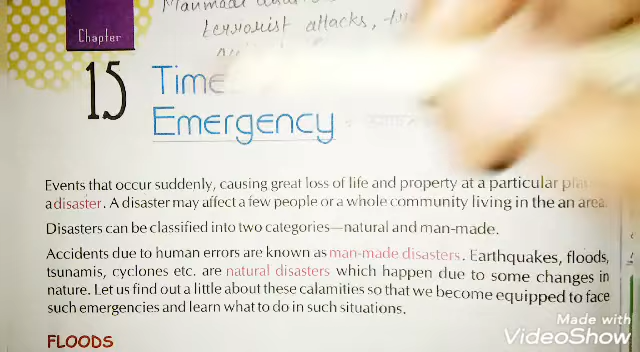 Manmade
terrorist attacks,
Chapter
15
Time
Emergency
Events that occur suddenly, causing great loss of life and property at a particular
a disaster. A disaster may affect a few people or a whole community living in the an area.
Disasters can be classified into two categories—natural and man-made.
Accidents due to human errors are known as man-made disasters. Earthquakes, floods,
tsunamis, cyclones etc. are natural disasters which happen due to some changes in
nature. Let us find out a little about these calamities so that we become equipped to face
such emergencies and learn what to do in such situations.
FLOODS
Made with
VideoShow